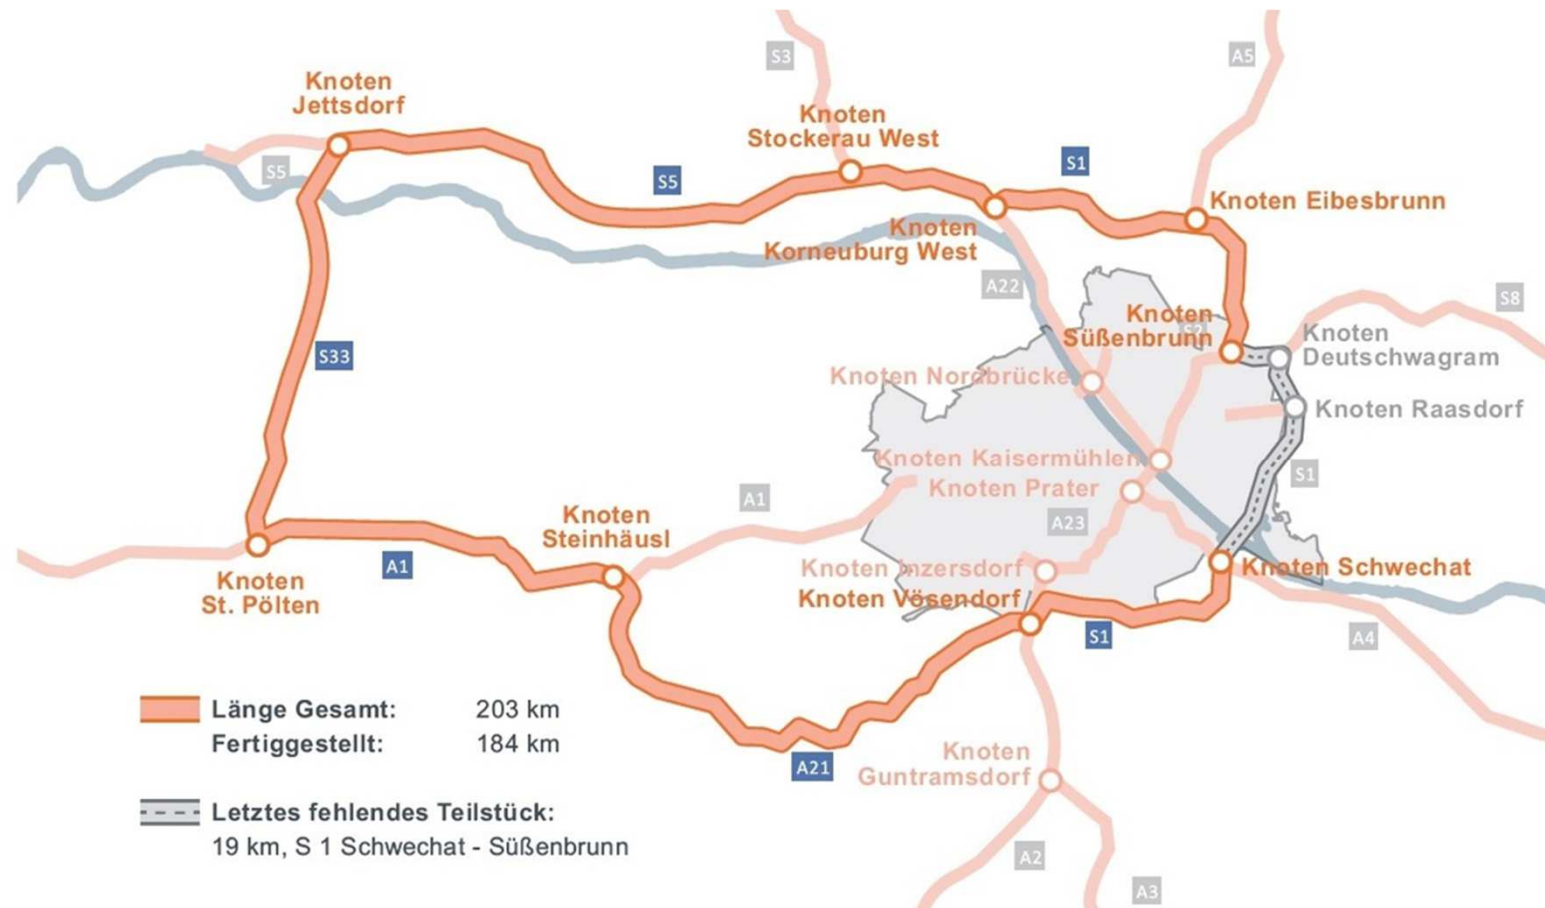 S3
A5
Knoten
Jettsdorf
Knoten
Stockerau West
S5
S5
S1
Knoten Eibesbrunn
Knoten
Korneuburg West
A22
S8
Knoten
Süßenbrunn
S2
Knoten
Deutschwagram
S33
Knoten Nordbrücke
Knoten Raasdorf
Knoten Kaisermühlen
Knoten Prater
S1
A1
A23
Knoten
Steinhäusl
A1
Knoten Inzersdorf
Knoten Schwechat
Knoten
St. Pölten
Knoten Vösendorf
S1
A4
Länge Gesamt: 203 km
Fertiggestellt: 184 km
A21
Knoten
Guntramsdorf
Letztes fehlendes Teilstück:
19 km, S 1 Schwechat - Süßenbrunn
A2
A3